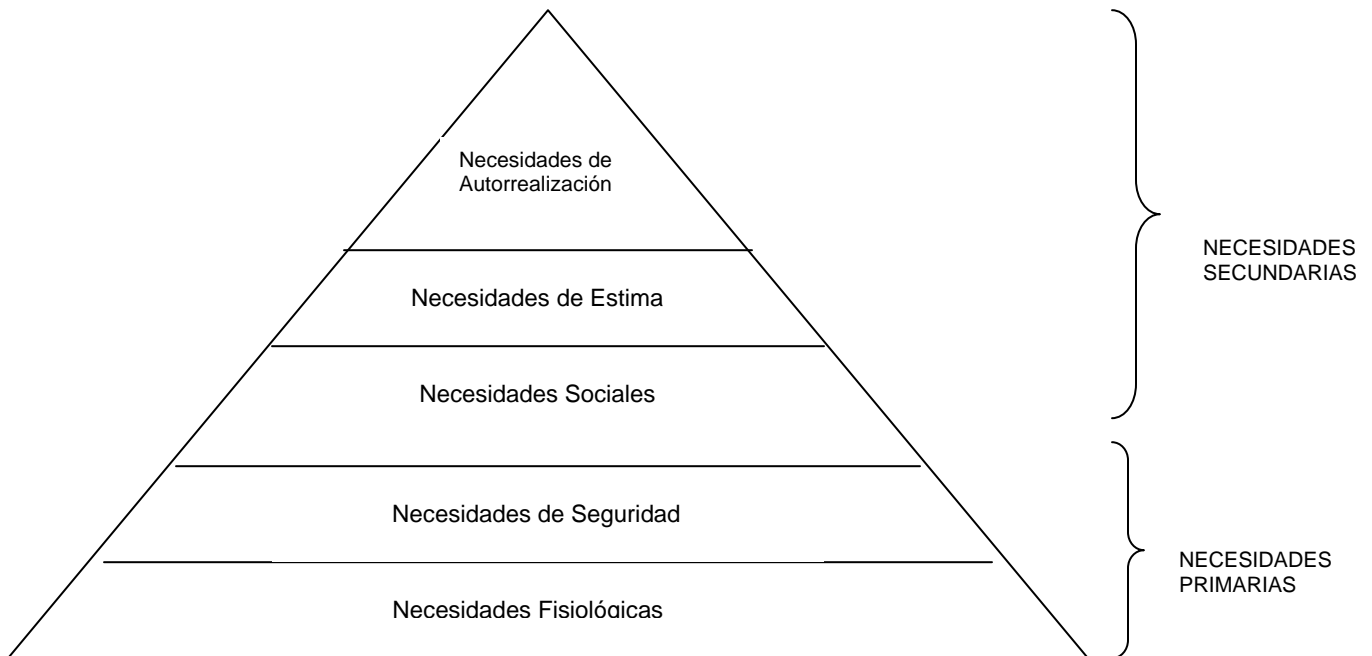 Necesidades de
Autorrealización
NECESIDADES
SECUNDARIAS
Necesidades de Estima
Necesidades Sociales
Necesidades de Seguridad
NECESIDADES
PRIMARIAS
Necesidades Fisiológicas